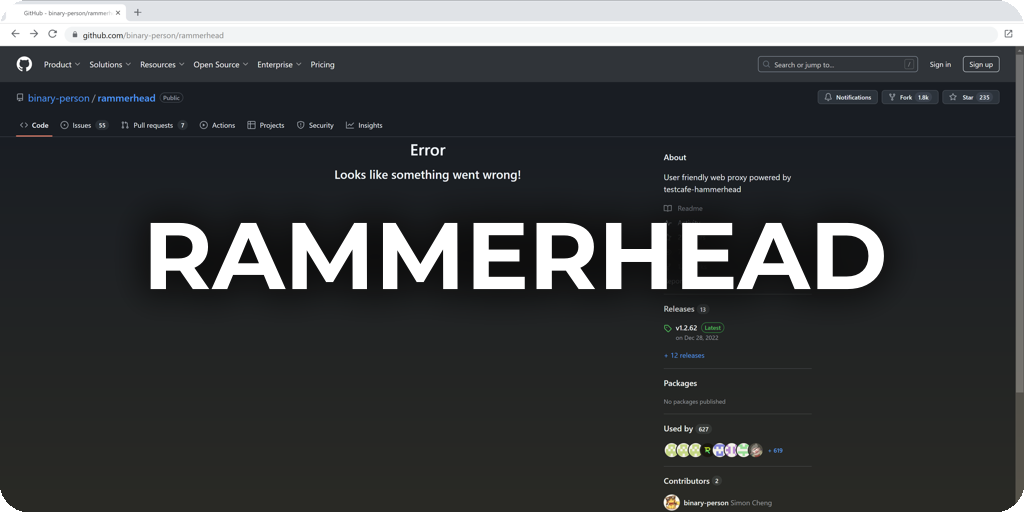 GitHub - binary-person/rammerh
github.com/binary-person/rammerhead
Product Solutions Resources Open Source Enterprise Pricing Search or jump to... / Sign in Sign up
binary-person / rammerhead Public Notifications Fork 1.8k Star 235
Code Issues 55 Pull requests 7 Actions Projects Security Insights
Error
Looks like something went wrong!
About
User friendly web proxy powered by
testcafe-hammerhead
Readme
RAMMERHEAD
Releases 13
v1.2.62 Latest
on Dec 28, 2022
+ 12 releases
Packages
No packages published
Used by 627
+ 619
Contributors 2
binary-person Simon Cheng